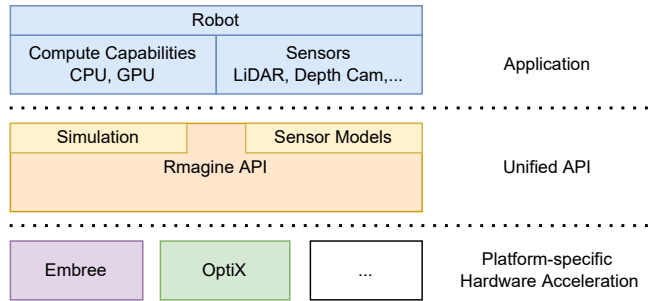 Robot
Compute Capabilities
CPU, GPU
Sensors
LiDAR, Depth Cam,...
Application
Simulation
Sensor Models
Rmagine API
Unified API
Embree
OptiX
...
Platform-specific
Hardware Acceleration